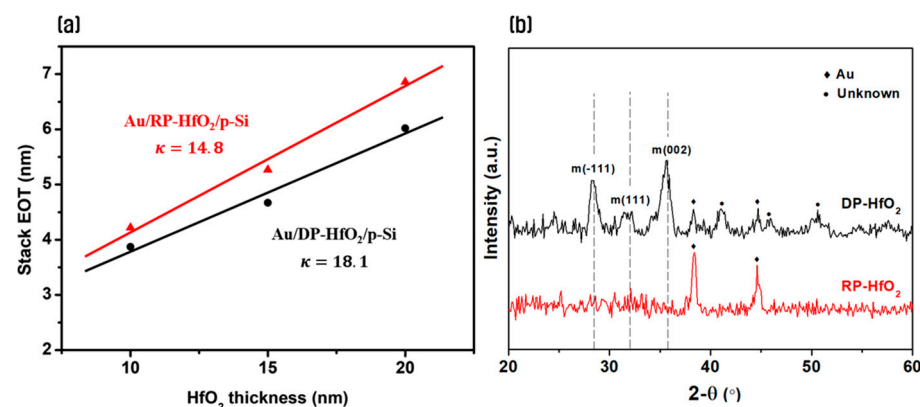 (a)
Stack EOT (nm)
7
6
5
4
3
2
Au/RP-HfO₂/p-Si
κ = 14.8
Au/DP-HfO₂/p-Si
κ = 18.1
10
15
20
HfO₂ thickness (nm)
(b)
Intensity (a.u.)
♦ Au
● Unknown
m(-111)
m(111)
m(002)
DP-HfO₂
RP-HfO₂
20
30
40
50
60
2-θ (°)